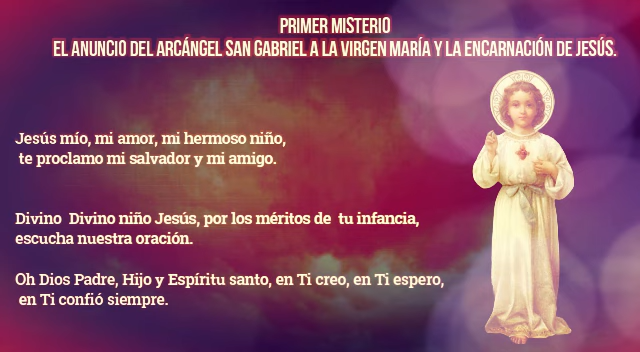 PRIMER MISTERIO
EL ANUNCIO DEL ARCÁNGEL SAN GABRIEL A LA VIRGEN MARÍA Y LA ENCARNACIÓN DE JESÚS.
Jesús mío, mi amor, mi hermoso niño,
te proclamo mi salvador y mi amigo.
Divino Divino niño Jesús, por los méritos de tu infancia,
escucha nuestra oración.
Oh Dios Padre, Hijo y Espíritu santo, en Ti creo, en Ti espero,
en Ti confió siempre.